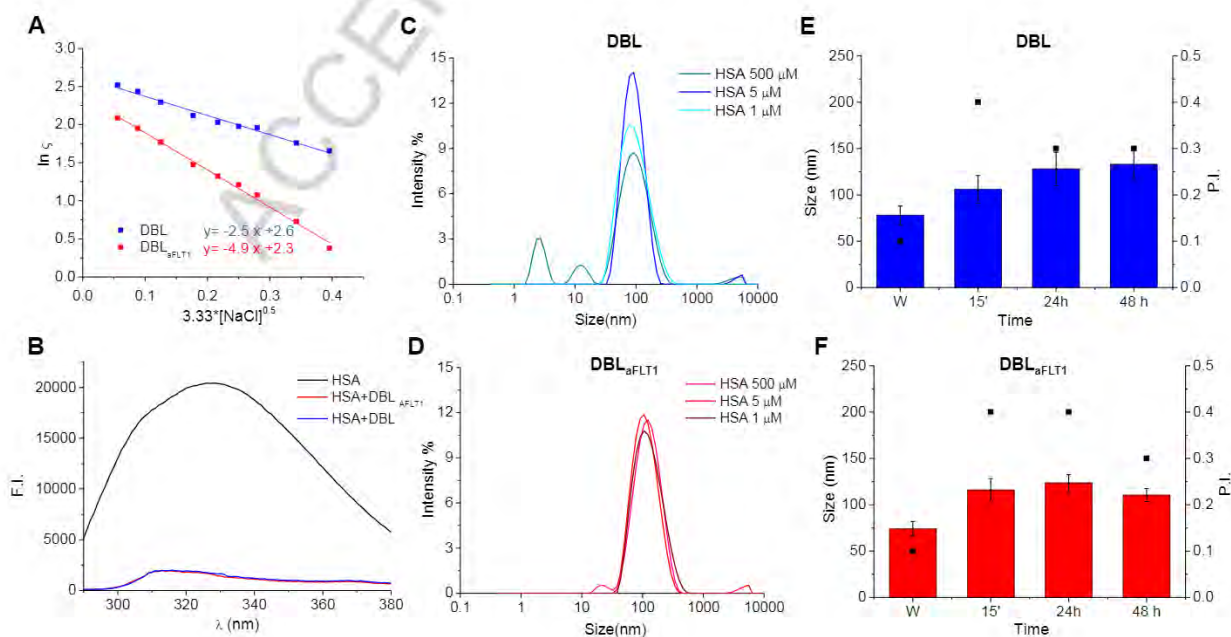 ACCE
A
3.0
2.5
2.0
1.5
1.0
0.5
0.0
ln ς
DBL y= -2.5 x +2.6
DBLaFLT1 y= -4.9 x +2.3
0.0 0.1 0.2 0.3 0.4
3.33*[NaCl]0.5
B
20000
15000
10000
5000
0
F.I.
HSA
HSA+DBL AFLT1
HSA+DBL
300 320 340 360 380
λ (nm)
C
DBL
15
12
9
6
3
0
Intensity %
HSA 500 μM
HSA 5 μM
HSA 1 μM
0.1 1 10 100 1000 10000
Size(nm)
D
DBLaFLT1
15
12
9
6
3
0
Intensity %
HSA 500 μM
HSA 5 μM
HSA 1 μM
0.1 1 10 100 1000 10000
Size(nm)
E
DBL
250
200
150
100
50
0
Size (nm)
0.5
0.4
0.3
0.2
0.1
0.0
P.I.
W 15' 24h 48 h
Time
F
DBLaFLT1
250
200
150
100
50
0
Size (nm)
0.5
0.4
0.3
0.2
0.1
0.0
P.I.
W 15' 24h 48 h
Time